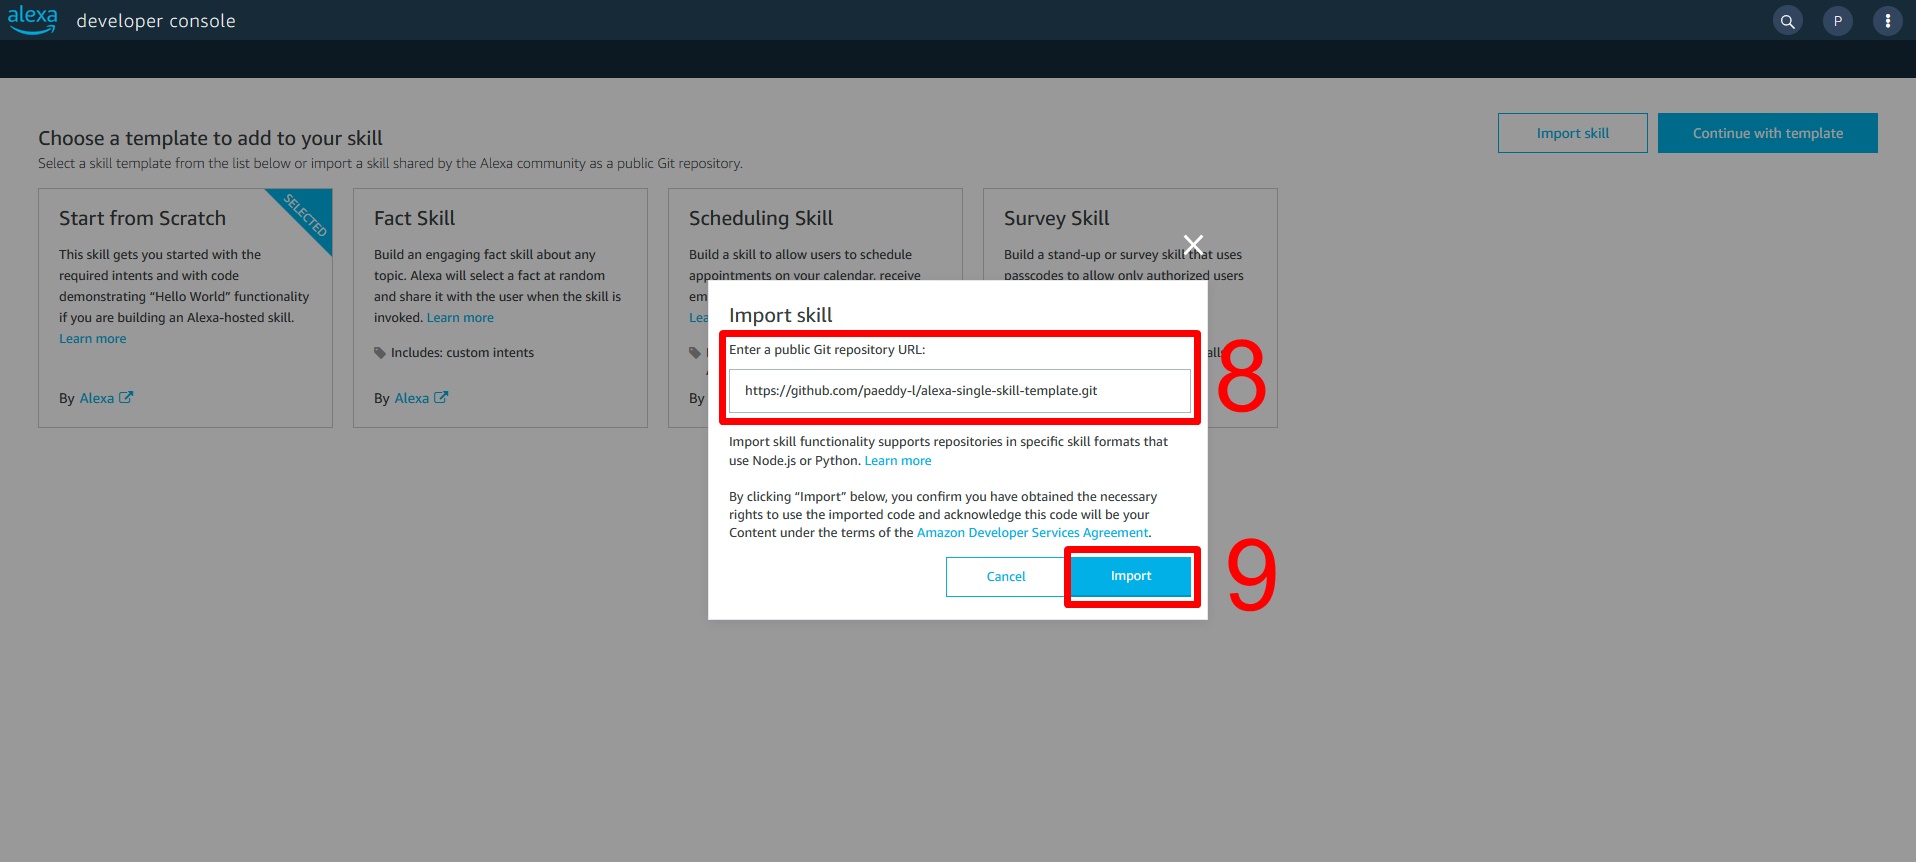 alexa
developer console
P
Choose a template to add to your skill
Select a skill template from the list below or import a skill shared by the Alexa community as a public Git repository.
Import skill
Continue with template
Start from Scratch
SELECTED
This skill gets you started with the
required intents and with code
demonstrating “Hello World” functionality
if you are building an Alexa-hosted skill.
Learn more
By Alexa
Fact Skill
Build an engaging fact skill about any
topic. Alexa will select a fact at random
and share it with the user when the skill is
invoked. Learn more
Includes: custom intents
By Alexa
Scheduling Skill
Build a skill to allow users to schedule
appointments on your calendar, receive
em
Lea
By
Survey Skill
Build a stand-up or survey skill that uses
passcodes to allow only authorized users
alls
Import skill
Enter a public Git repository URL:
https://github.com/paeddy-l/alexa-single-skill-template.git
8
Import skill functionality supports repositories in specific skill formats that
use Node.js or Python. Learn more
By clicking “Import” below, you confirm you have obtained the necessary
rights to use the imported code and acknowledge this code will be your
Content under the terms of the Amazon Developer Services Agreement.
Cancel
Import
9